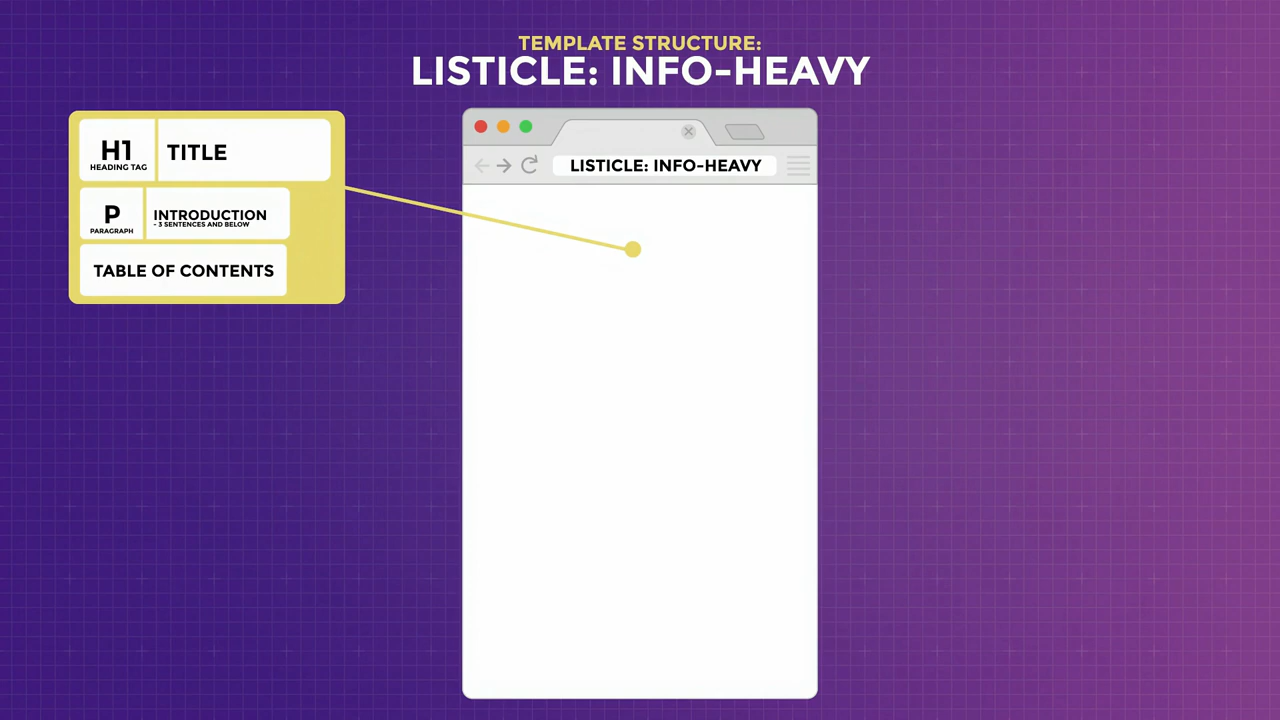 TEMPLATE STRUCTURE:
LISTICLE: INFO-HEAVY
H1
HEADING TAG
TITLE
P
PARAGRAPH
INTRODUCTION
- 3 SENTENCES AND BELOW
TABLE OF CONTENTS
LISTICLE: INFO-HEAVY